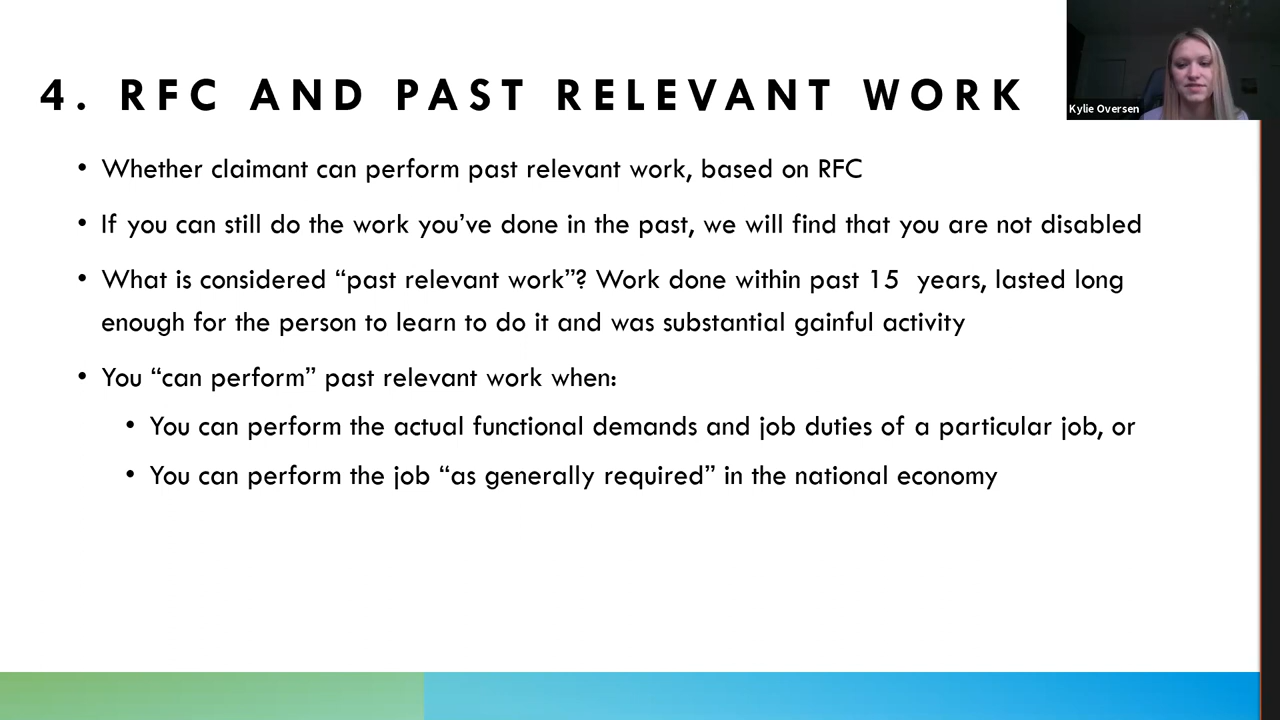 4. RFC AND PAST RELEVANT WORK
Kylie Oversen
• Whether claimant can perform past relevant work, based on RFC
• If you can still do the work you’ve done in the past, we will find that you are not disabled
• What is considered “past relevant work”? Work done within past 15  years, lasted long
enough for the person to learn to do it and was substantial gainful activity
• You “can perform” past relevant work when:
• You can perform the actual functional demands and job duties of a particular job, or
• You can perform the job “as generally required” in the national economy